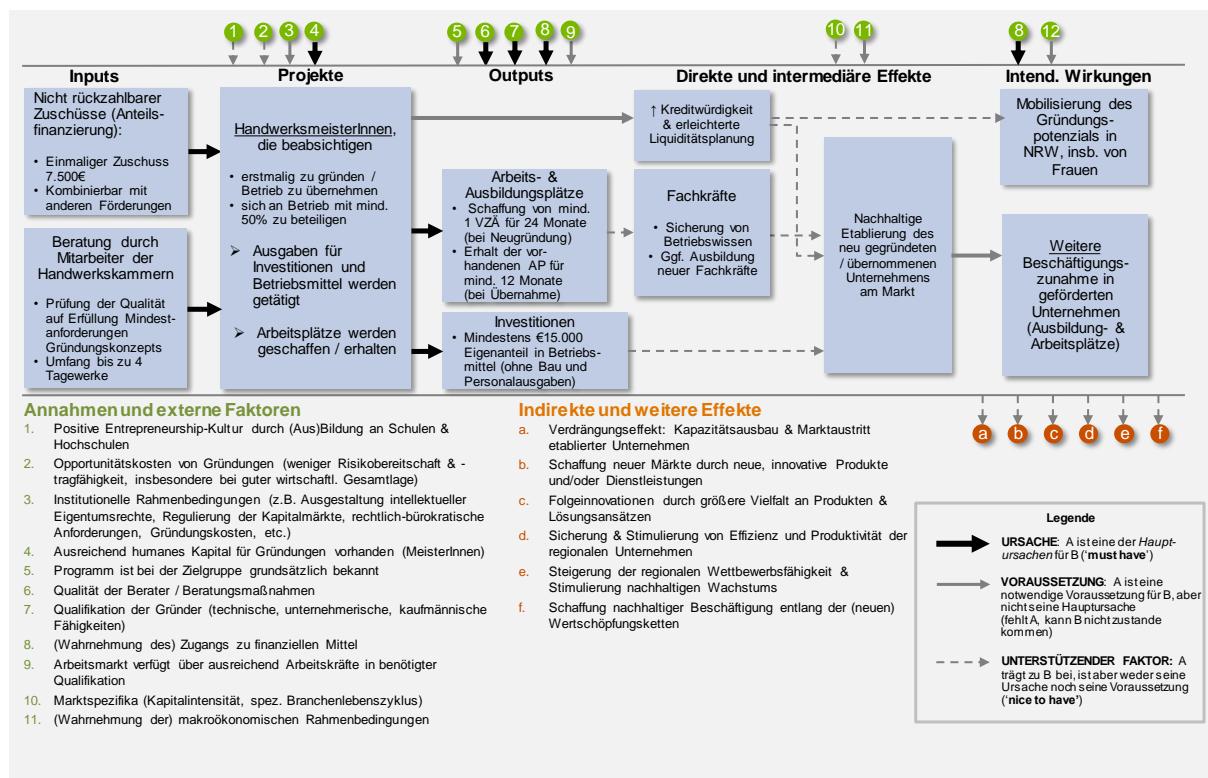 1 2 3 4 5 6 7 8 9 10 11 8 12
Inputs
Projekte
Outputs
Direkte und intermediäre Effekte
Intend. Wirkungen
Nicht rückzahlbarer
Zuschüsse (Anteils-
finanzierung):
• Einmaliger Zuschuss
7.500€
• Kombinierbar mit
anderen Förderungen
Beratung durch
Mitarbeiter der
Handwerkskammern
• Prüfung der Qualität
auf Erfüllung Mindest-
anforderungen
Gründungskonzepts
• Umfang bis zu 4
Tagewerke
HandwerksmeisterInnen,
die beabsichtigen
• erstmalig zu gründen /
Betrieb zu übernehmen
• sich an Betrieb mit mind.
50% zu beteiligen
➢ Ausgaben für
Investitionen und
Betriebsmittel werden
getätigt
➢ Arbeitsplätze werden
geschaffen / erhalten
Arbeits- &
Ausbildungsplätze
• Schaffung von mind.
1 VZÄ für 24 Monate
(bei Neugründung)
• Erhalt der vor-
handenen AP für
mind. 12 Monate
(bei Übernahme)
Investitionen
• Mindestens €15.000
Eigenanteil in Betriebs-
mittel (ohne Bau und
Personalausgaben)
↑ Kreditwürdigkeit
& erleichterte
Liquiditätsplanung
Fachkräfte
• Sicherung von
Betriebswissen
• Ggf. Ausbildung
neuer Fachkräfte
Nachhaltige
Etablierung des
neu gegründeten
/ übernommenen
Unternehmens
am Markt
Mobilisierung des
Gründungs-
potenzials in
NRW, insb. von
Frauen
Weitere
Beschäftigungs-
zunahme in
geförderten
Unternehmen
(Ausbildung- &
Arbeitsplätze)
a b c d e f
Annahmen und externe Faktoren
1. Positive Entrepreneurship-Kultur durch (Aus)Bildung an Schulen &
Hochschulen
2. Opportunitätskosten von Gründungen (weniger Risikobereitschaft & -
tragfähigkeit, insbesondere bei guter wirtschaftl. Gesamtlage)
3. Institutionelle Rahmenbedingungen (z.B. Ausgestaltung intellektueller
Eigentumsrechte, Regulierung der Kapitalmärkte, rechtlich-bürokratische
Anforderungen, Gründungskosten, etc.)
4. Ausreichend humanes Kapital für Gründungen vorhanden (MeisterInnen)
5. Programm ist bei der Zielgruppe grundsätzlich bekannt
6. Qualität der Berater / Beratungsmaßnahmen
7. Qualifikation der Gründer (technische, unternehmerische, kaufmännische
Fähigkeiten)
8. (Wahrnehmung des) Zugangs zu finanziellen Mittel
9. Arbeitsmarkt verfügt über ausreichend Arbeitskräfte in benötigter
Qualifikation
10. Marktspezifika (Kapitalintensität, spez. Branchenlebenszyklus)
11. (Wahrnehmung der) makroökonomischen Rahmenbedingungen
Indirekte und weitere Effekte
a. Verdrängungseffekt: Kapazitätsausbau & Marktaustritt
etablierter Unternehmen
b. Schaffung neuer Märkte durch neue, innovative Produkte
und/oder Dienstleistungen
c. Folgeinnovationen durch größere Vielfalt an Produkten &
Lösungsansätzen
d. Sicherung & Stimulierung von Effizienz und Produktivität der
regionalen Unternehmen
e. Steigerung der regionalen Wettbewerbsfähigkeit &
Stimulierung nachhaltigen Wachstums
f. Schaffung nachhaltiger Beschäftigung entlang der (neuen)
Wertschöpfungsketten
Legende
URSACHE: A ist eine der Haupt-
ursachen für B ('must have')
VORAUSSETZUNG: A ist eine
notwendige Voraussetzung für B, aber
nicht seine Hauptursache
(fehlt A, kann B nicht zustande
kommen)
UNTERSTÜTZENDER FAKTOR: A
trägt zu B bei, ist aber weder seine
Ursache noch seine Voraussetzung
('nice to have')